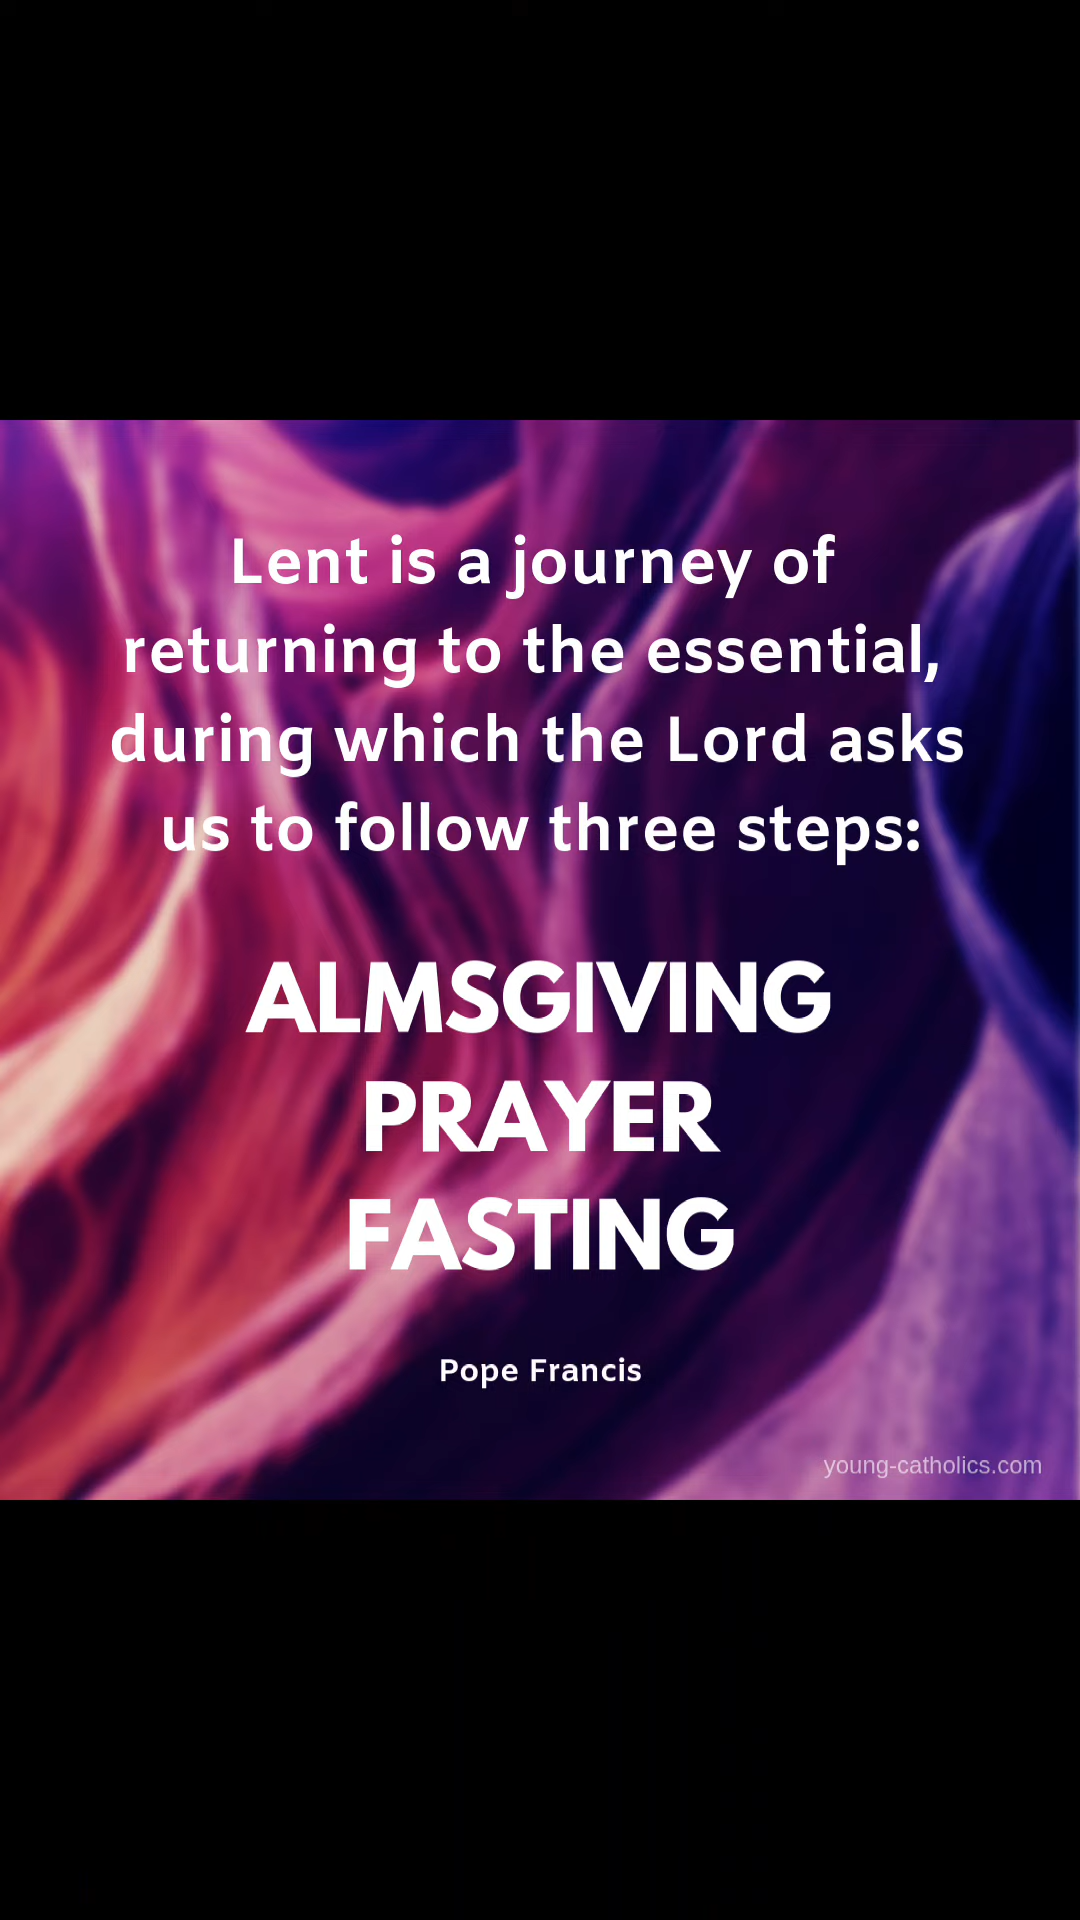 Lent is a journey of
returning to the essential,
during which the Lord asks
us to follow three steps:
ALMSGIVING
PRAYER
FASTING
Pope Francis
young-catholics.com